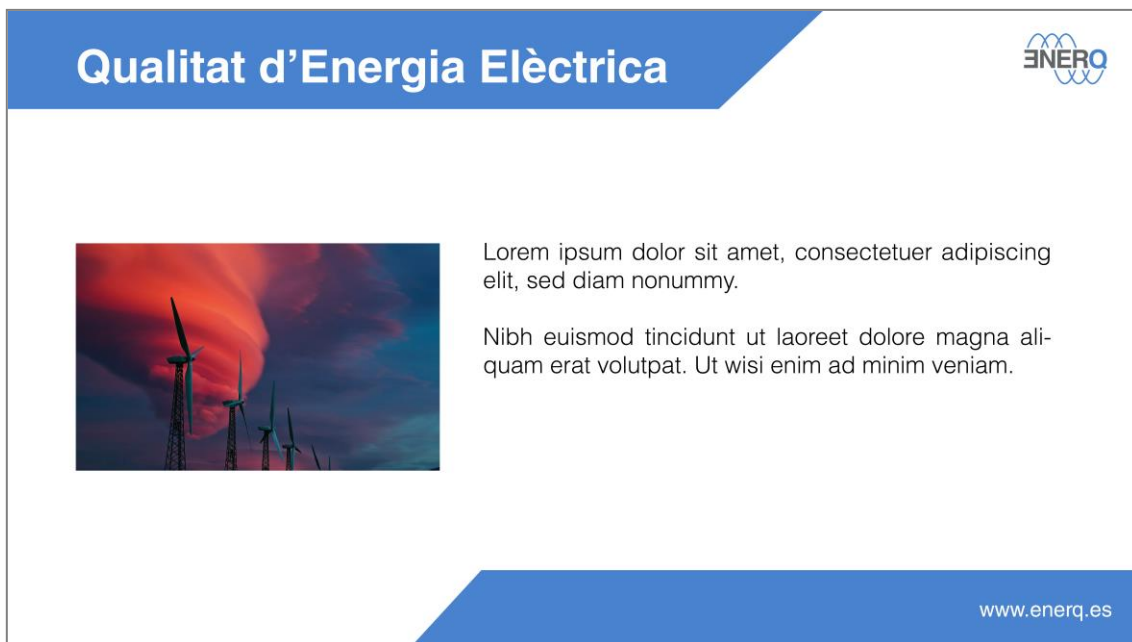 Qualitat d’Energia Elèctrica
ƎNERQ
Lorem ipsum dolor sit amet, consectetuer adipiscing
elit, sed diam nonummy.
Nibh euismod tincidunt ut laoreet dolore magna ali-
quam erat volutpat. Ut wisi enim ad minim veniam.
www.enerq.es